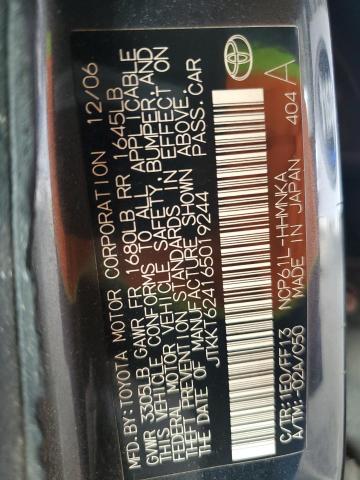 MFD.BY:TOYOTA MOTOR CORPORATION 12/06
GVWR 3305LB GAWR FR 1680LB RR 1645LB
THIS VEHICLE CONFORMS TO ALL APPLICABLE
FEDERAL MOTOR VEHICLE SAFETY, BUMPER, AND
THEFT PREVENTION STANDARDS IN EFFECT ON
THE DATE OF MANUFACTURE SHOWN ABOVE.
JTKKT624165019244 PASS.CAR
C/TR:1E0/FF13 NCP61L-HHMNKA
A/TM:-02A/C50 MADE IN JAPAN 404 A